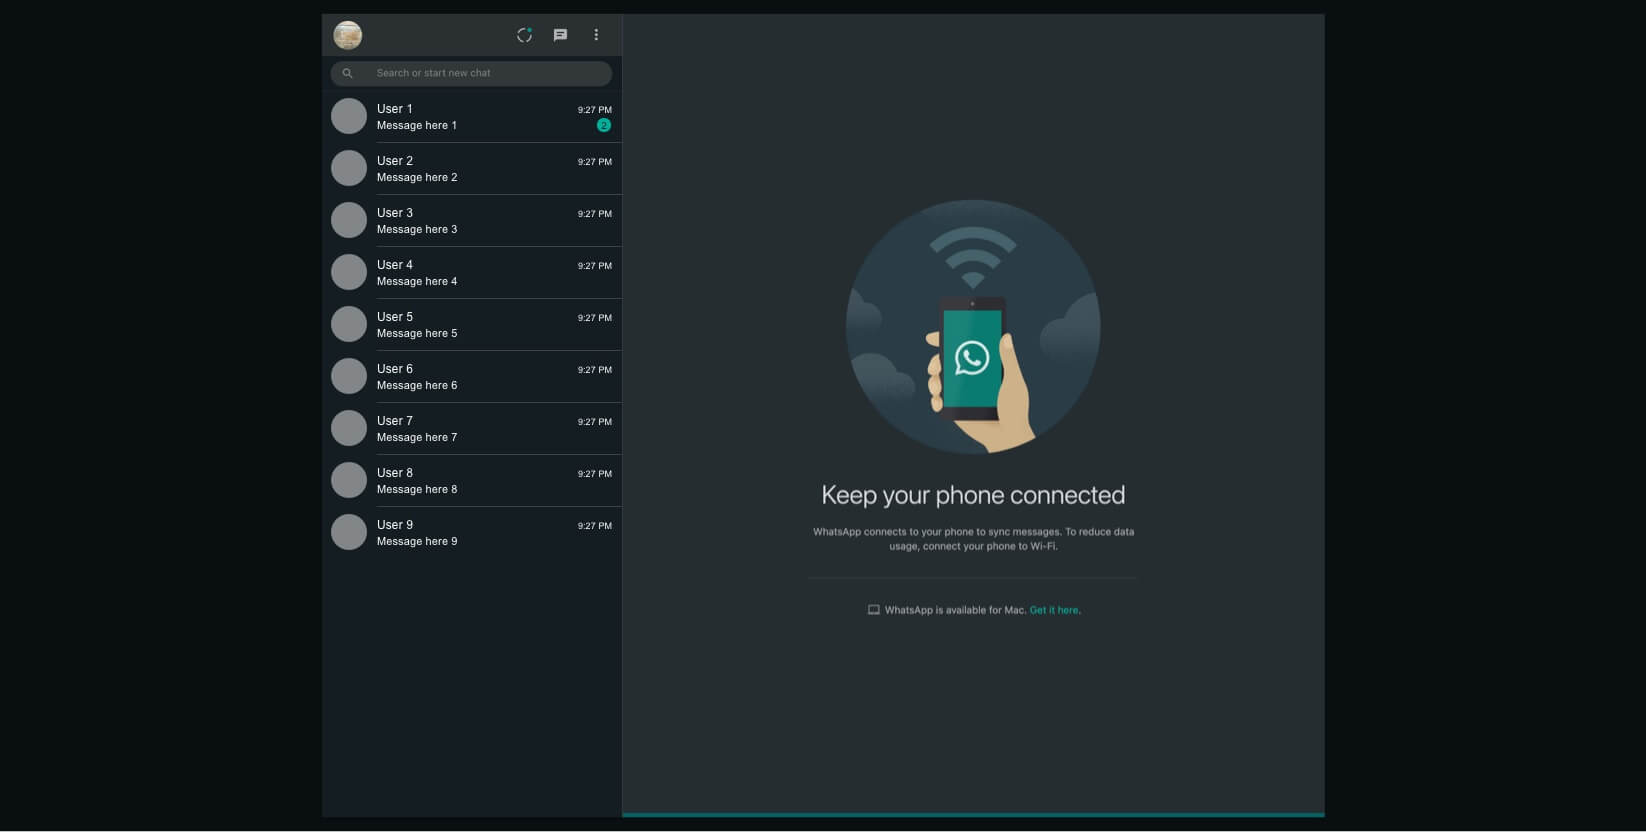 Search or start new chat
User 1
9:27 PM
Message here 1
2
User 2
9:27 PM
Message here 2
User 3
9:27 PM
Message here 3
User 4
9:27 PM
Message here 4
User 5
9:27 PM
Message here 5
User 6
9:27 PM
Message here 6
User 7
9:27 PM
Message here 7
User 8
9:27 PM
Message here 8
User 9
9:27 PM
Message here 9
Keep your phone connected
WhatsApp connects to your phone to sync messages. To reduce data
usage, connect your phone to Wi-Fi.
WhatsApp is available for Mac. Get it here.